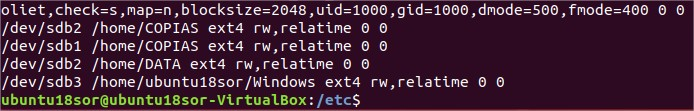 oliet,check=s,map=n,blocksize=2048,uid=1000,gid=1000,dmode=500,fmode=400 0 0
/dev/sdb2 /home/COPIAS ext4 rw,relatime 0 0
/dev/sdb1 /home/COPIAS ext4 rw,relatime 0 0
/dev/sdb2 /home/DATA ext4 rw,relatime 0 0
/dev/sdb3 /home/ubuntu18sor/Windows ext4 rw,relatime 0 0
ubuntu18sor@ubuntu18sor-VirtualBox:/etc$